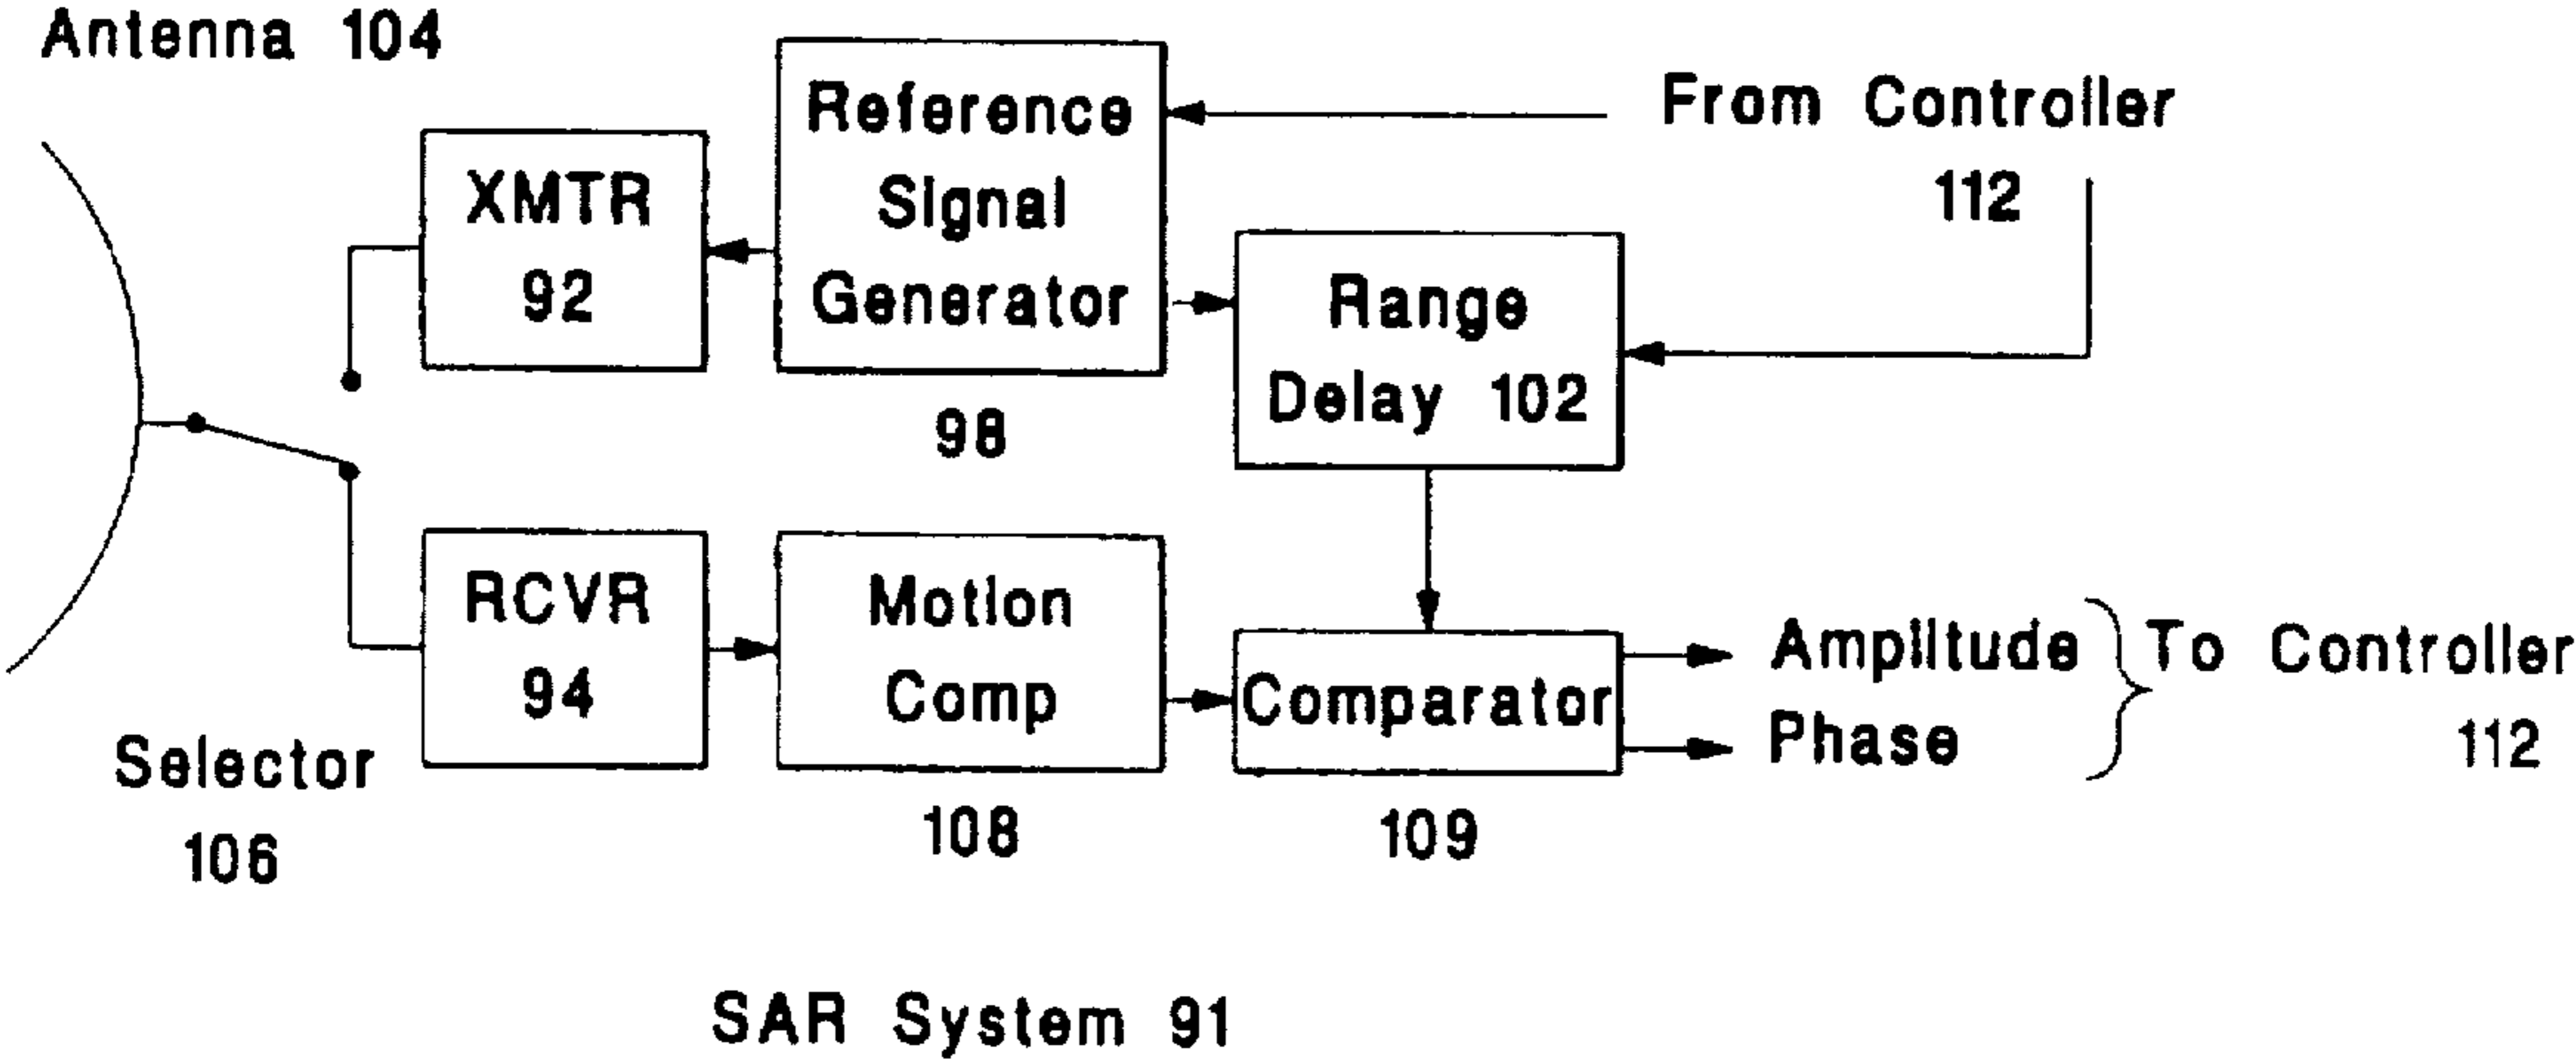 Antenna 104
Reference
Signal
Generator
98
From Controller
112
XMTR
92
Range
Delay 102
RCVR
94
Motion
Comp
108
Comparator
109
Amplitude
Phase
To Controller
112
Selector
106
SAR System 91